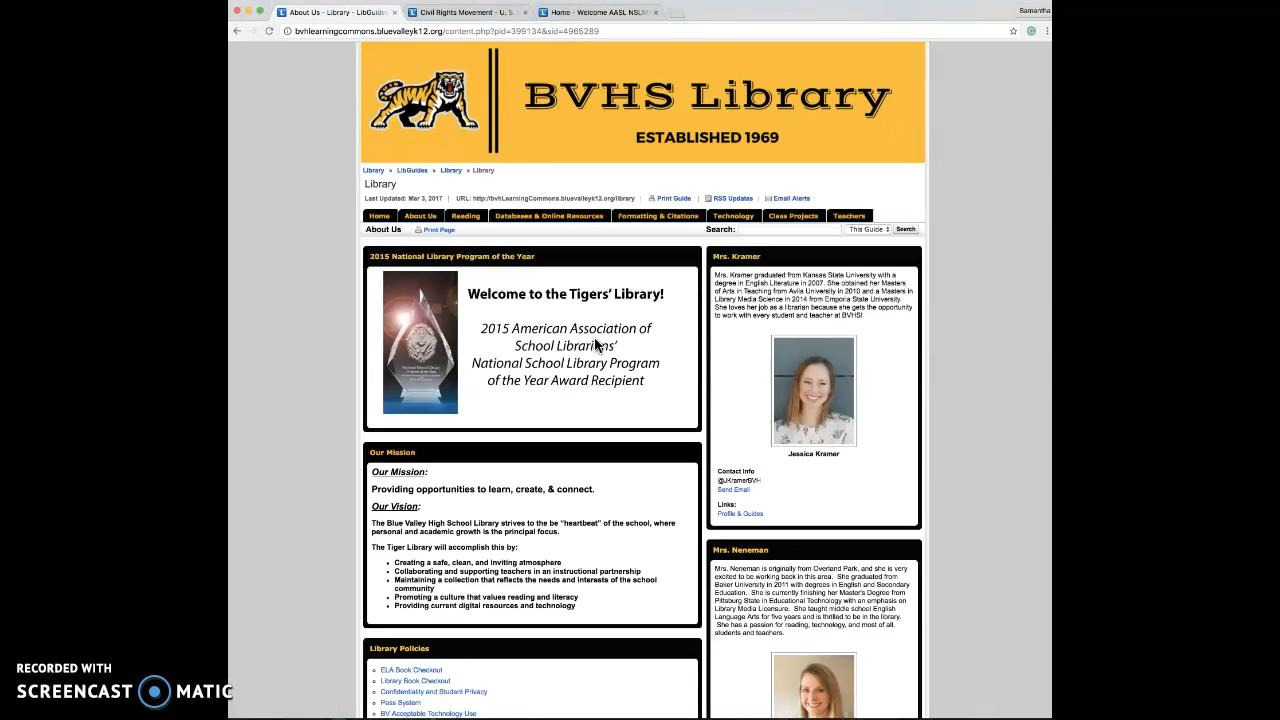 About Us - Library - LibGuide
Civil Rights Movement - U. S.
Home - Welcome AASL NSLM
Samantha
bvhlearningcommons.bluevalleyk12.org/content.php?pid=399134&sid=4965289
BVHS Library
ESTABLISHED 1969
Library » LibGuides » Library » Library
Library
Last Updated: Mar 3, 2017 | URL: http://bvhLearningCommons.bluevalleyk12.org/library | Print Guide | RSS Updates | Email Alerts
Home About Us Reading Databases & Online Resources Formatting & Citations Technology Class Projects Teachers
About Us Print Page
Search: This Guide Search
2015 National Library Program of the Year
Welcome to the Tigers' Library!
2015 American Association of
School Librarians'
National School Library Program
of the Year Award Recipient
Our Mission
Our Mission:
Providing opportunities to learn, create, & connect.
Our Vision:
The Blue Valley High School Library strives to the be "heartbeat" of the school, where
personal and academic growth is the principal focus.
The Tiger Library will accomplish this by:
Creating a safe, clean, and inviting atmosphere
Collaborating and supporting teachers in an instructional partnership
Maintaining a collection that reflects the needs and interests of the school
community
Promoting a culture that values reading and literacy
Providing current digital resources and technology
Library Policies
ELA Book Checkout
Library Book Checkout
Confidentiality and Student Privacy
Pass System
BV Acceptable Technology Use
Mrs. Kramer
Mrs. Kramer graduated from Kansas State University with a
degree in English Literature in 2007. She obtained her Masters
of Arts in Teaching from Avila University in 2010 and a Masters in
Library Media Science in 2014 from Emporia State University.
She loves her job as a librarian because she gets the opportunity
to work with every student and teacher at BVHS!
Jessica Kramer
Contact Info
@JKramerBVH
Send Email
Links:
Profile & Guides
Mrs. Neneman
Mrs. Neneman is originally from Overland Park, and she is very
excited to be working back in this area. She graduated from
Baker University in 2011 with degrees in English and Secondary
Education. She is currently finishing her Master's Degree from
Pittsburg State in Educational Technology with an emphasis on
Library Media Licensure. She taught middle school English
Language Arts for five years and is thrilled to be in the library.
She has a passion for reading, technology, and most of all,
students and teachers.
RECORDED WITH
SCREENCAST MATIC